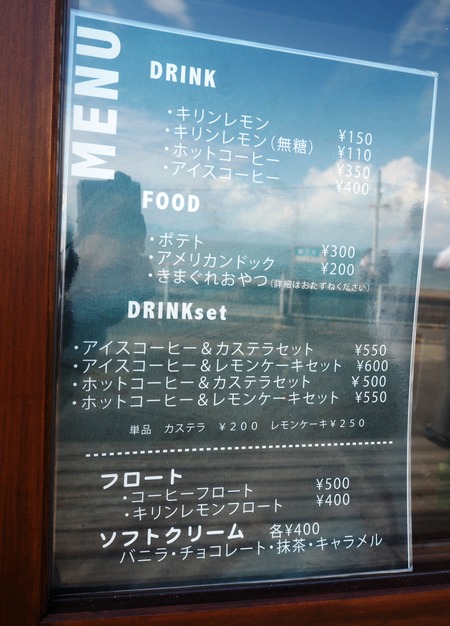 MENU
DRINK
・キリンレモン ¥150
・キリンレモン(無糖) ¥110
・ホットコーヒー ¥350
・アイスコーヒー ¥400
FOOD
・ポテト ¥300
・アメリカンドック ¥200
・きまぐれおやつ(詳細はおたずねください)
DRINKset
・アイスコーヒー&カステラセット ¥550
・アイスコーヒー&レモンケーキセット ¥600
・ホットコーヒー&カステラセット ¥500
・ホットコーヒー&レモンケーキセット ¥550
単品 カステラ ¥200 レモンケーキ¥250
フロート
・コーヒーフロート ¥500
・キリンレモンフロート ¥400
ソフトクリーム 各¥400
バニラ・チョコレート・抹茶・キャラメル